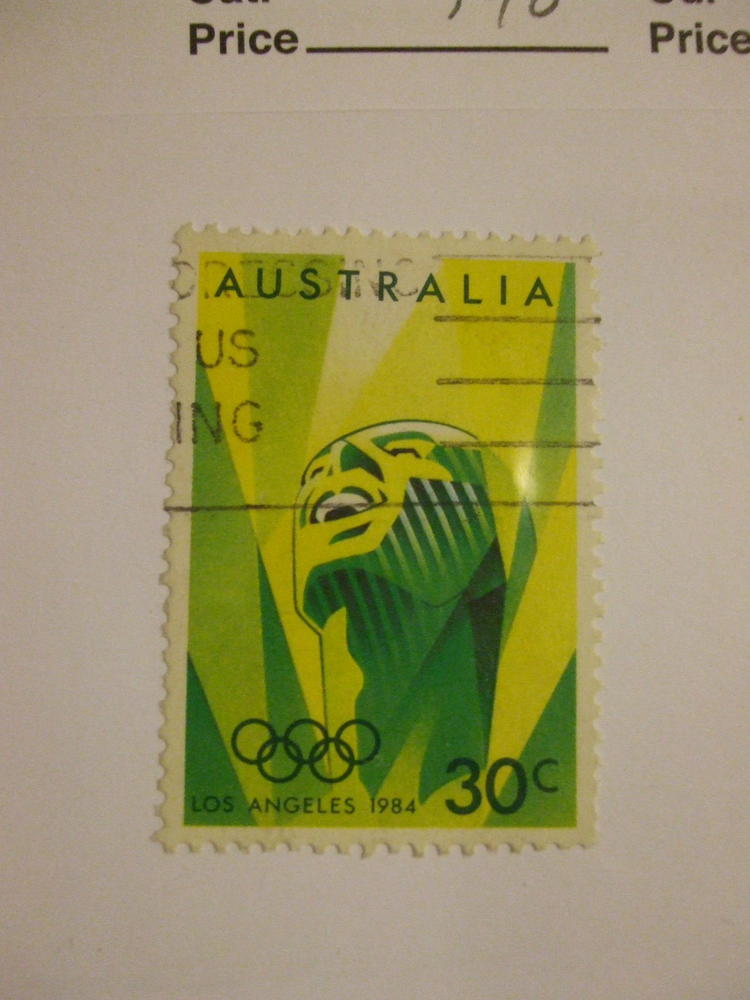 Price Price
AUSTRALIA
US
ING
LOS ANGELES 1984
30C